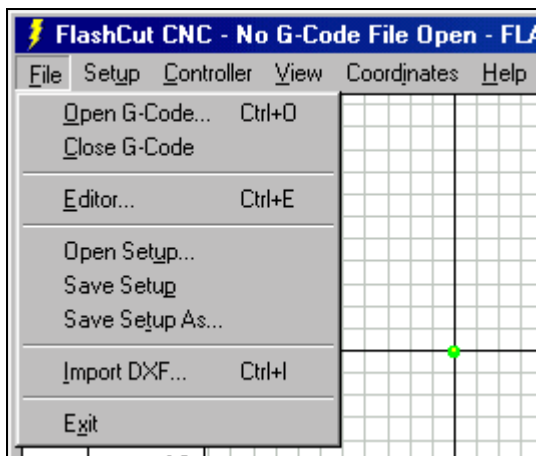 FlashCut CNC - No G-Code File Open - FLA
File Setup Controller View Coordinates Help
Open G-Code... Ctrl+O
Close G-Code
Editor... Ctrl+E
Open Setup...
Save Setup
Save Setup As...
Import DXF... Ctrl+I
Exit